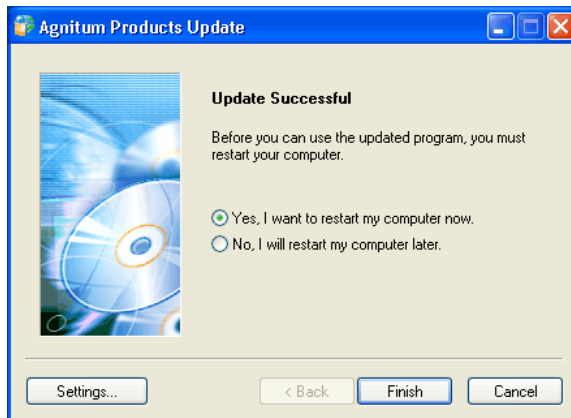 Agnitum Products Update
Update Successful
Before you can use the updated program, you must
restart your computer.
Yes, I want to restart my computer now.
No, I will restart my computer later.
Settings...
< Back
Finish
Cancel